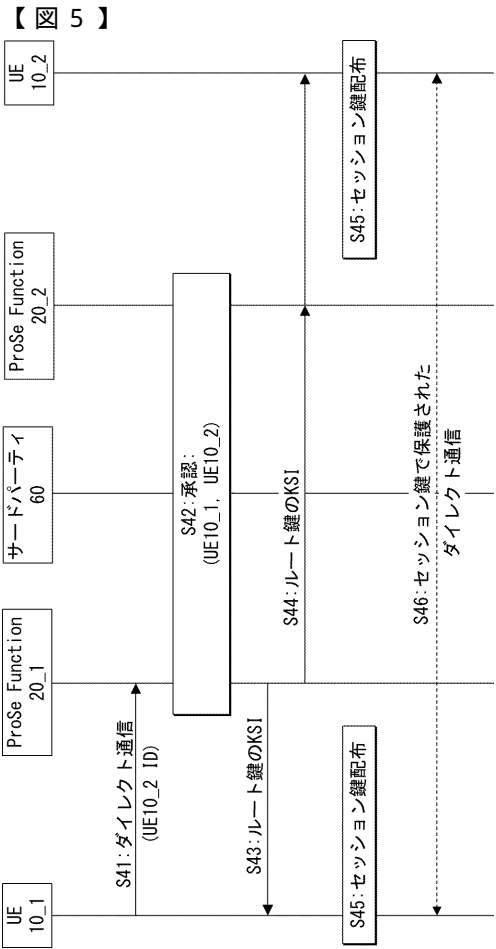 【図5】
UE
10_1
ProSe Function
20_1
サードパーティ
60
ProSe Function
20_2
UE
10_2
S41:ダイレクト通信
(UE10_2 ID)
S42:承認:
(UE10_1, UE10_2)
S43:ルート鍵のKSI
S44:ルート鍵のKSI
S45:セッション鍵配布
S45:セッション鍵配布
S46:セッション鍵で保護された
ダイレクト通信